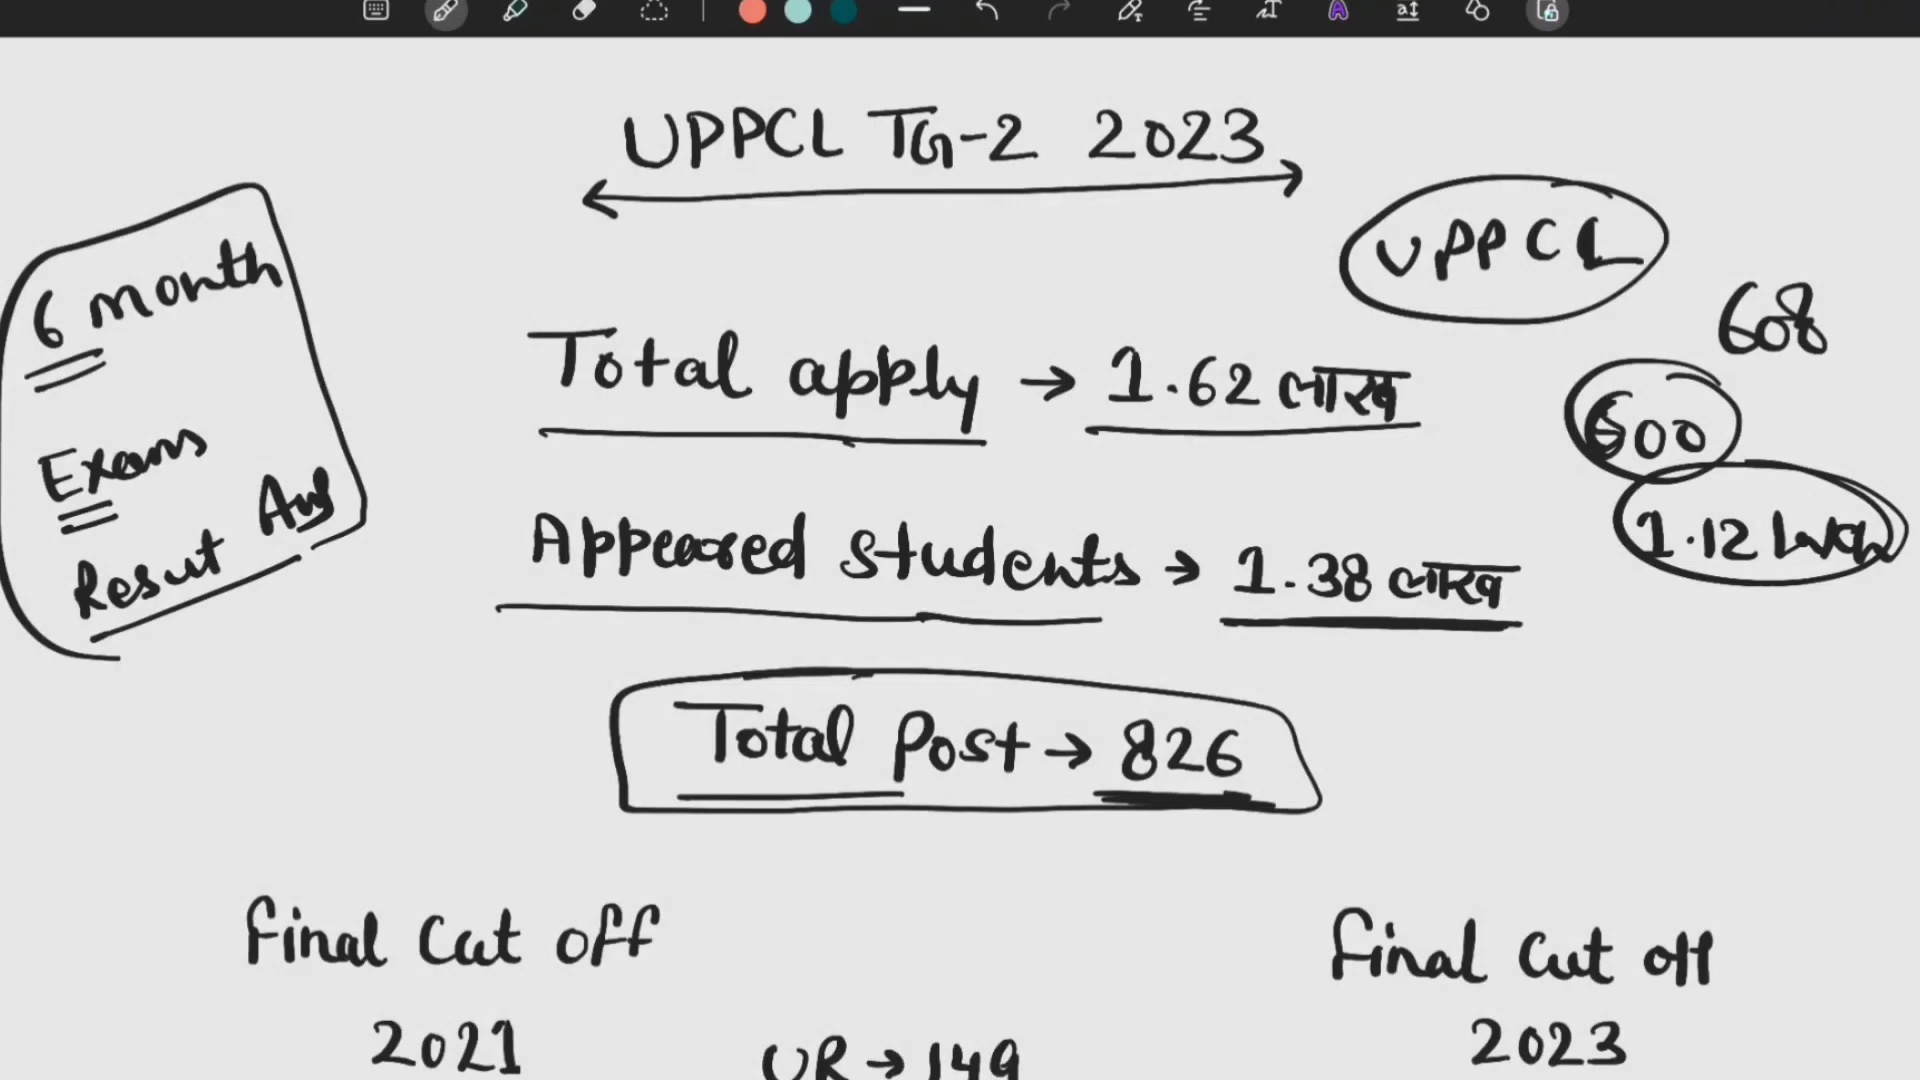 UPPCL TG-2 2023
UPPCL
6 month
Exams
Resut Aug
608
600
1.12 lakh
Total apply → 1.62 लाख
Appeared students → 1.38 लाख
Total Post → 826
final Cut off
2021
UR → 149
final Cut off
2023